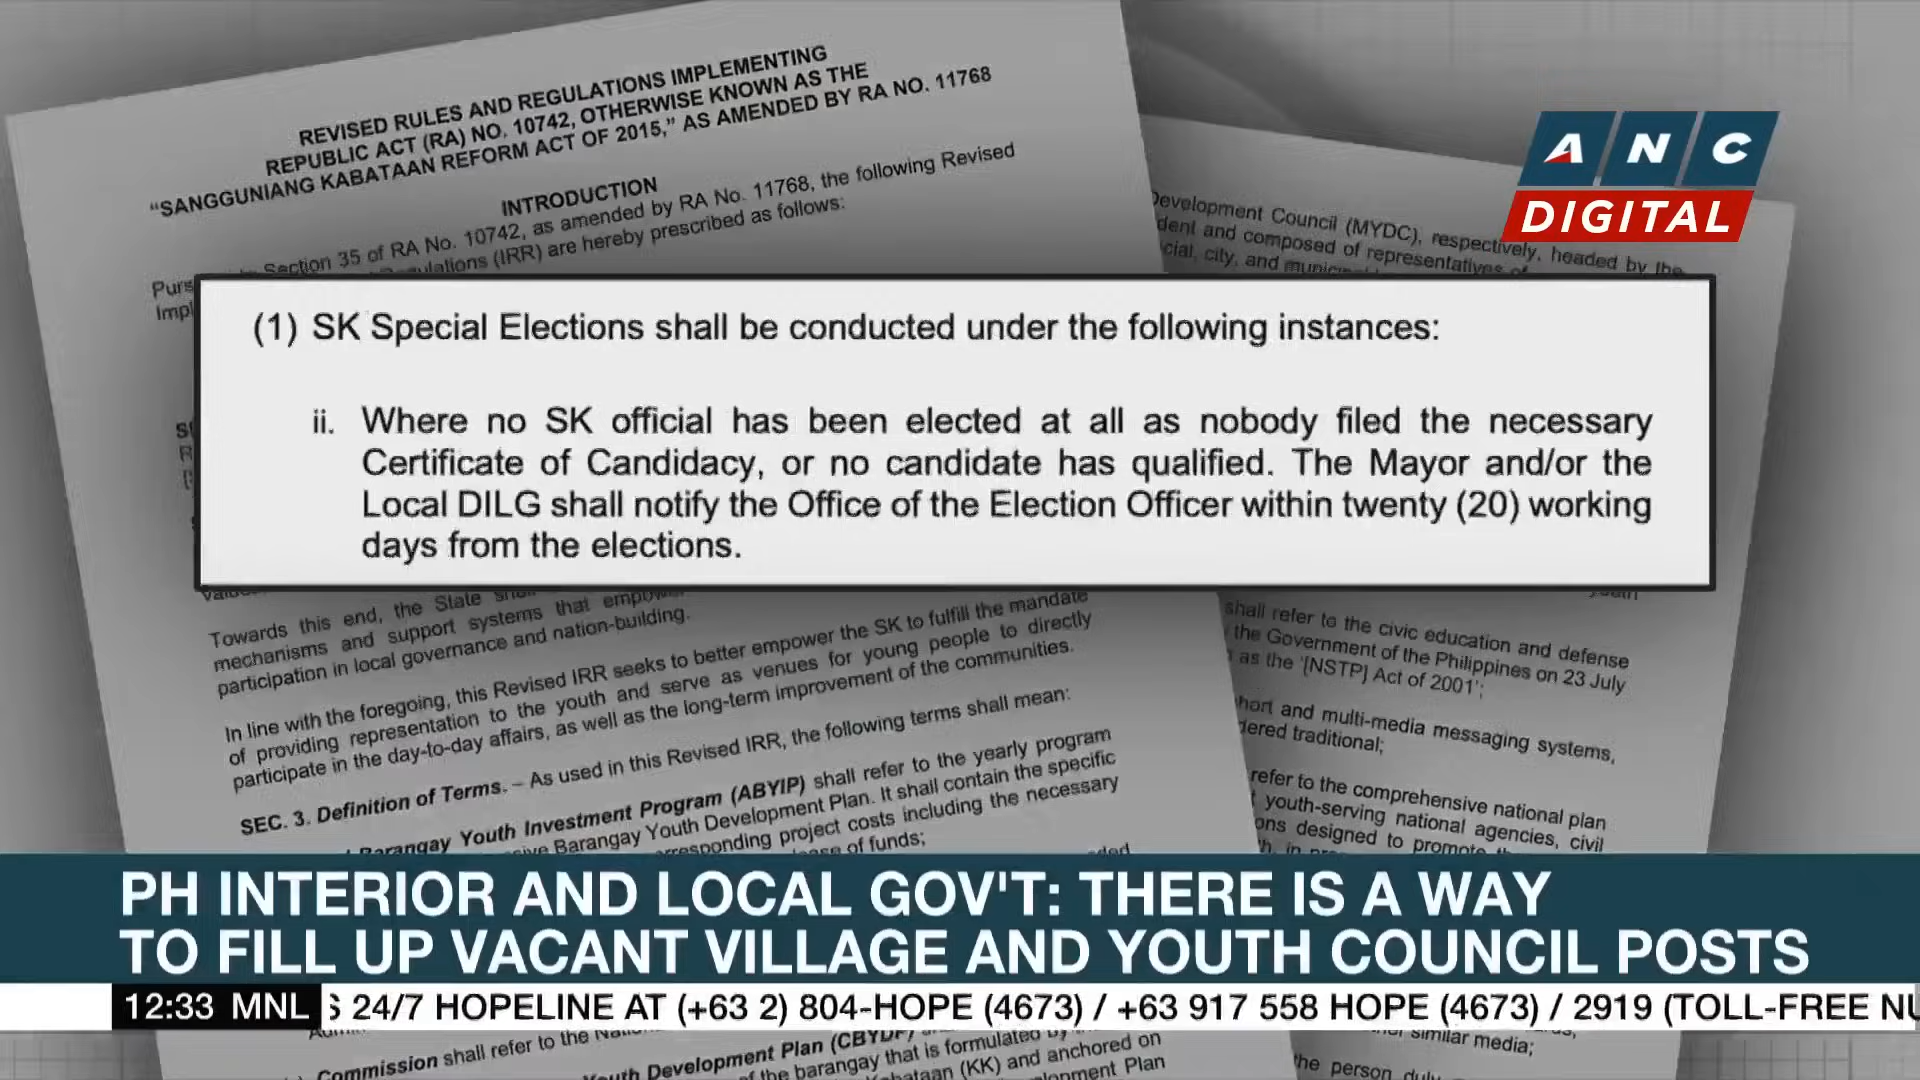 REVISED RULES AND REGULATIONS IMPLEMENTING
REPUBLIC ACT (RA) NO. 10742, OTHERWISE KNOWN AS THE
“SANGGUNIANG KABATAAN REFORM ACT OF 2015,” AS AMENDED BY RA NO. 11768
INTRODUCTION
Section 35 of RA No. 10742, as amended by RA No. 11768, the following Revised
(IRR) are hereby prescribed as follows:
Development Council (MYDC), respectively, headed by the
and composed of representatives of
city, and
ANC
DIGITAL
(1) SK Special Elections shall be conducted under the following instances:
ii. Where no SK official has been elected at all as nobody filed the necessary
Certificate of Candidacy, or no candidate has qualified. The Mayor and/or the
Local DILG shall notify the Office of the Election Officer within twenty (20) working
days from the elections.
Towards this end, the State
mechanisms and support systems that
participation in local governance and nation-building.
In line with the foregoing, this Revised IRR seeks to better empower the SK to fulfill the mandate
of providing representation to the youth and serve as venues for young people to directly
participate in the day-to-day affairs, as well as the long-term improvement of the communities.
SEC. 3. Definition of Terms. – As used in this Revised IRR, the following terms shall mean:
Barangay Youth Investment Program (ABYIP) shall refer to the yearly program
Barangay Youth Development Plan. It shall contain the specific
project costs including the necessary
of funds;
shall refer to the civic education and defense
the Government of the Philippines on 23 July
as the '[NSTP] Act of 2001';
and multi-media messaging systems,
traditional;
refer to the comprehensive national plan
youth-serving national agencies, civil
designed to promote
PH INTERIOR AND LOCAL GOV'T: THERE IS A WAY
TO FILL UP VACANT VILLAGE AND YOUTH COUNCIL POSTS
12:33 MNL
24/7 HOPELINE AT (+63 2) 804-HOPE (4673) / +63 917 558 HOPE (4673) / 2919 (TOLL-FREE
Commission shall refer to the
Development Plan (CBYDP)
of the barangay that is formulated by
(KK) and anchored on
Plan
similar media;
the person